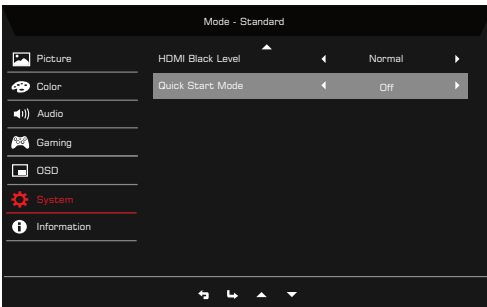 Mode - Standard
Picture
HDMI Black Level Normal
Color
Quick Start Mode Off
Audio
Gaming
OSD
System
Information